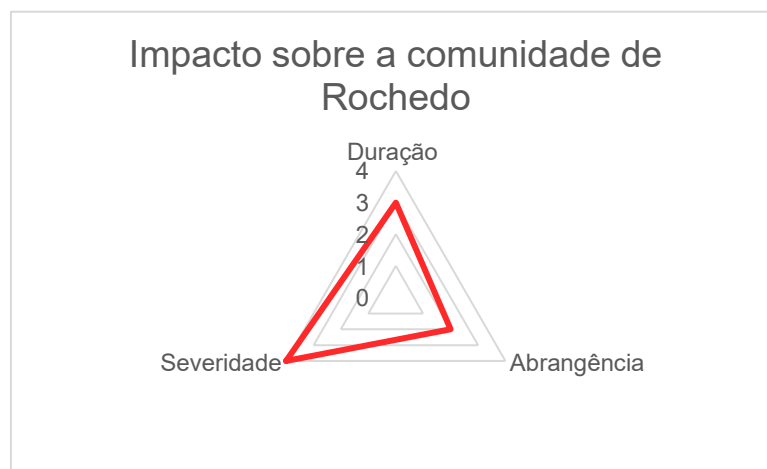 Impacto sobre a comunidade de
Rochedo
Duração
4
3
2
1
0
Severidade
Abrangência